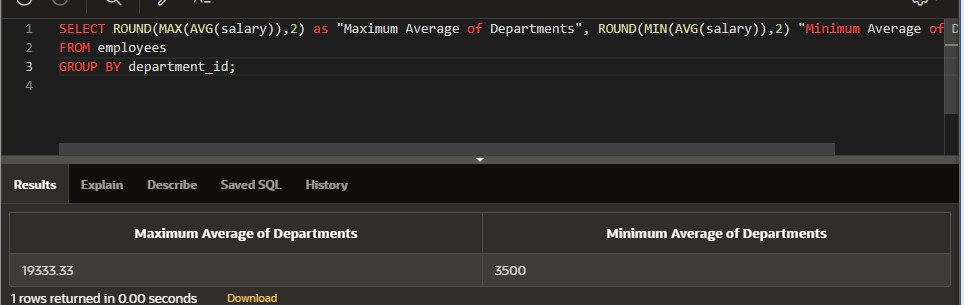 1 SELECT ROUND(MAX(AVG(salary)),2) as "Maximum Average of Departments", ROUND(MIN(AVG(salary)),2) "Minimum Average of
2 FROM employees
3 GROUP BY department_id;
4
Results Explain Describe Saved SQL History
Maximum Average of Departments Minimum Average of Departments
19333.33 3500
1 rows returned in 0.00 seconds Download